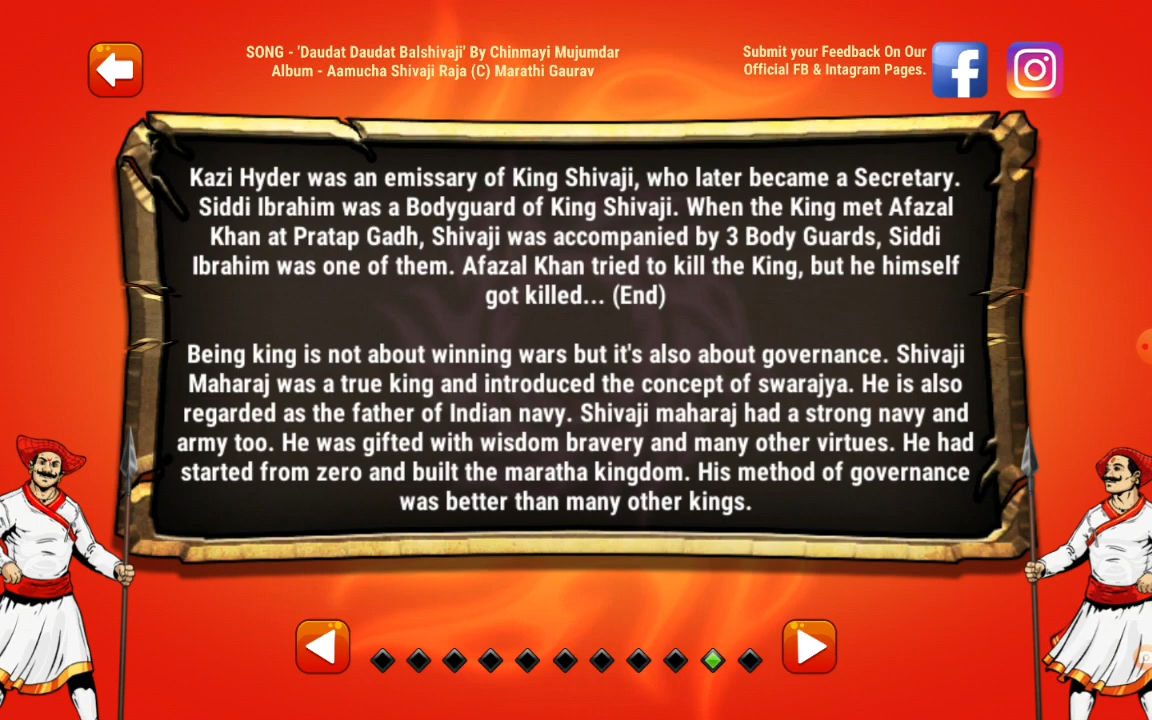 SONG - 'Daudat Daudat Balshivaji' By Chinmayi Mujumdar
Album - Aamucha Shivaji Raja (C) Marathi Gaurav
Submit your Feedback On Our
Official FB & Intagram Pages.
Kazi Hyder was an emissary of King Shivaji, who later became a Secretary.
Siddi Ibrahim was a Bodyguard of King Shivaji. When the King met Afazal
Khan at Pratap Gadh, Shivaji was accompanied by 3 Body Guards, Siddi
Ibrahim was one of them. Afazal Khan tried to kill the King, but he himself
got killed... (End)
Being king is not about winning wars but it's also about governance. Shivaji
Maharaj was a true king and introduced the concept of swarajya. He is also
regarded as the father of Indian navy. Shivaji maharaj had a strong navy and
army too. He was gifted with wisdom bravery and many other virtues. He had
started from zero and built the maratha kingdom. His method of governance
was better than many other kings.